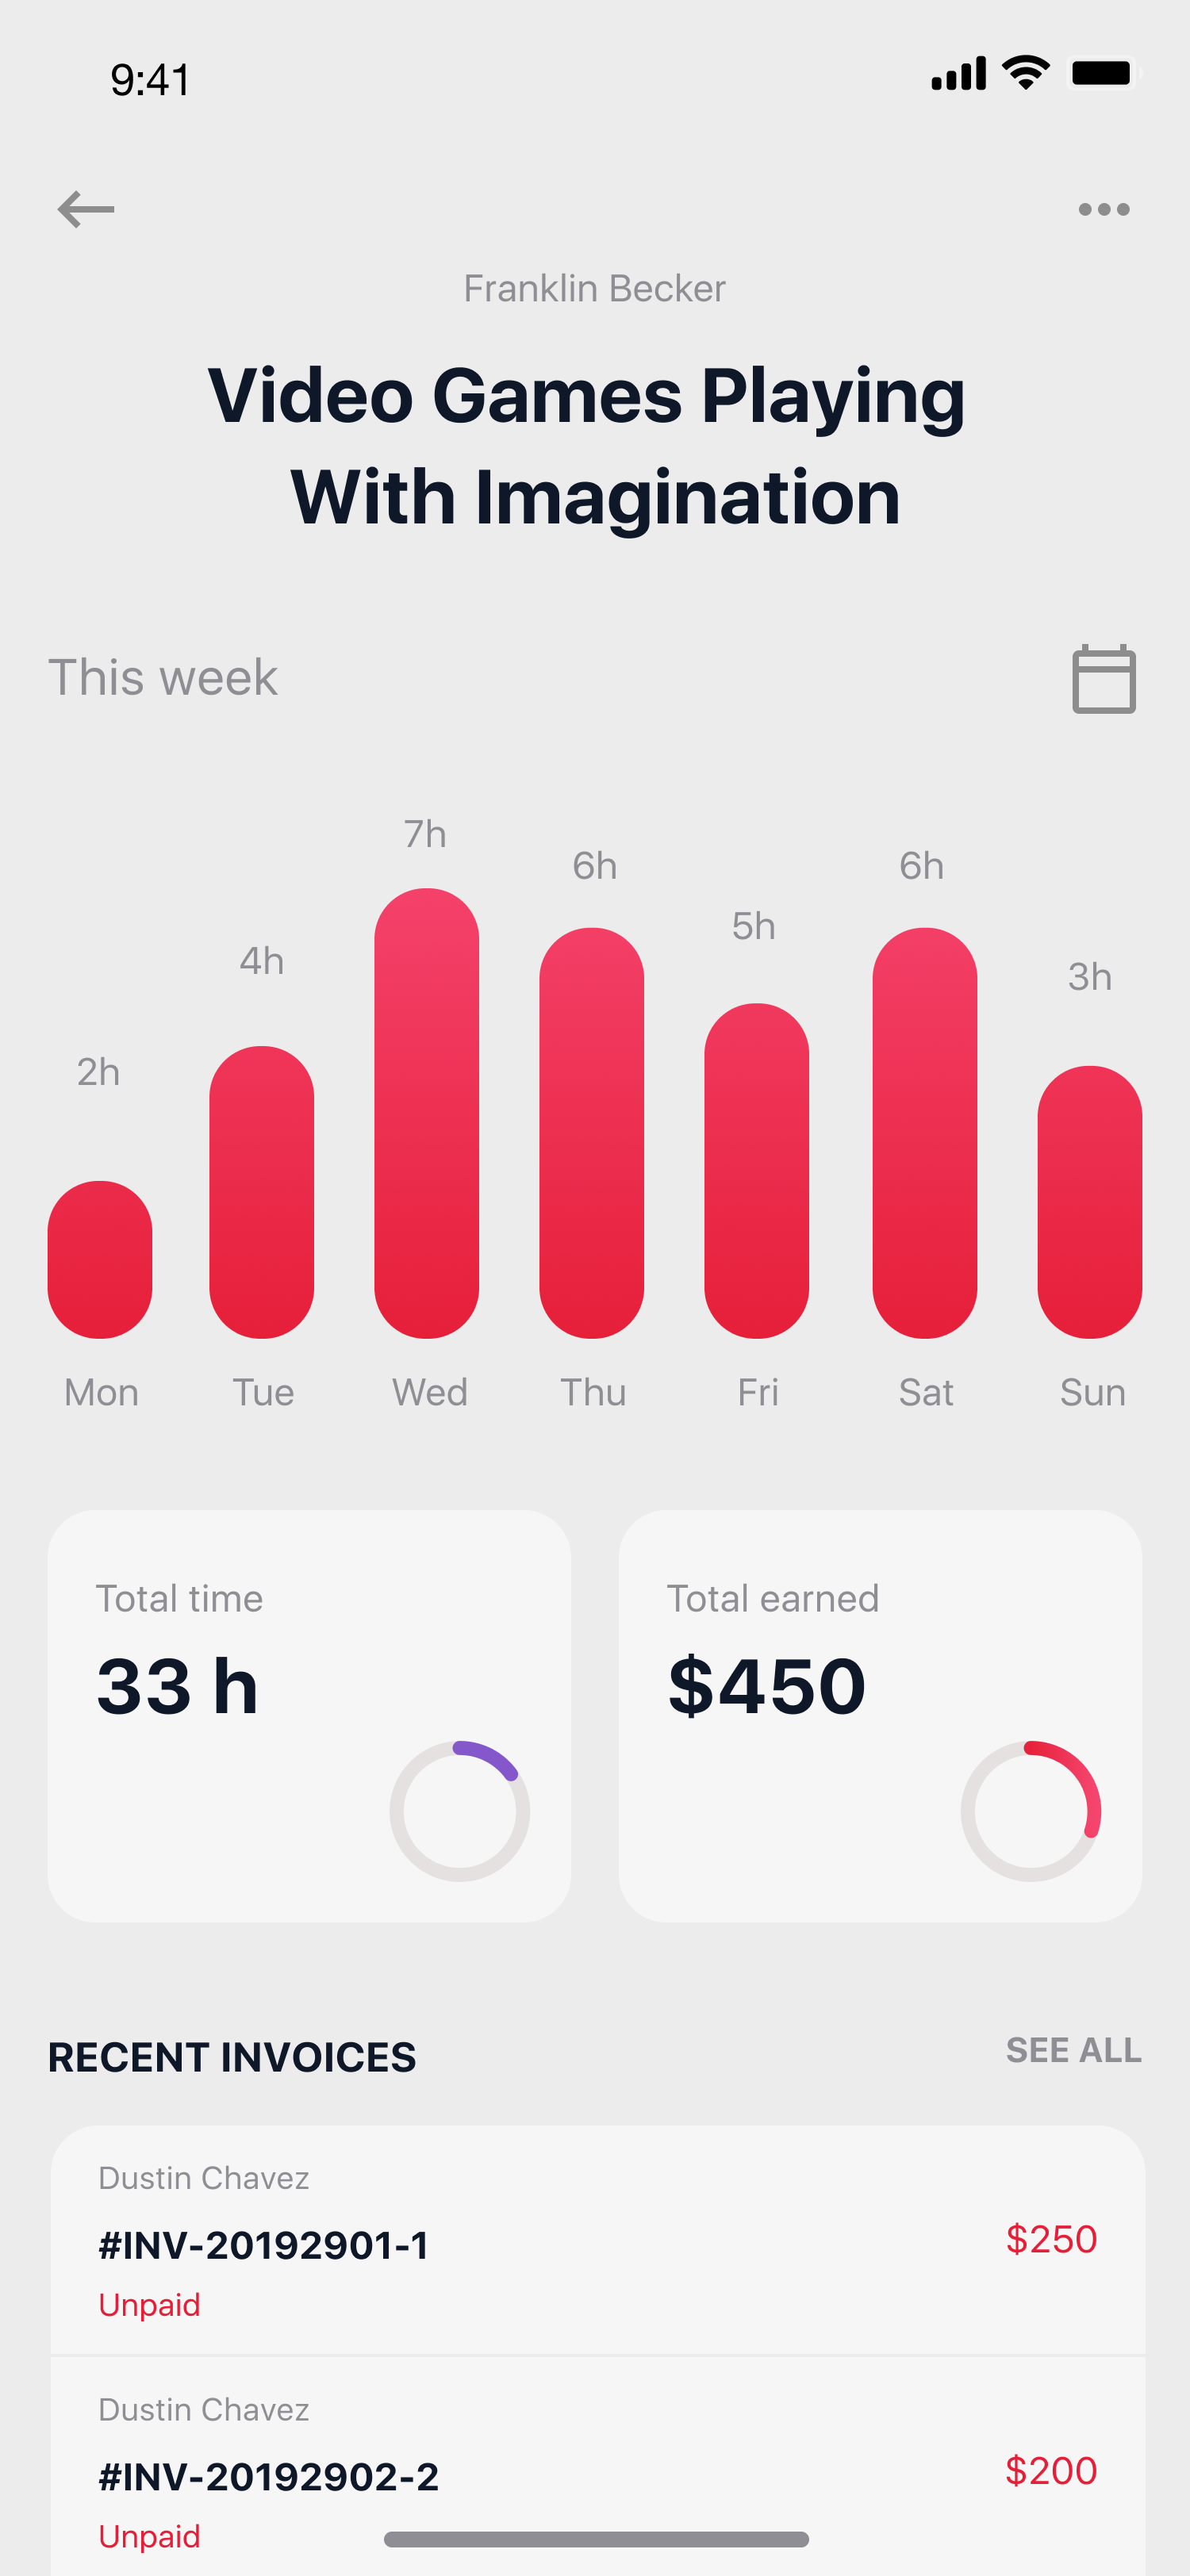 9:41
Franklin Becker
Video Games Playing
With Imagination
This week
2h
4h
7h
6h
5h
6h
3h
Mon
Tue
Wed
Thu
Fri
Sat
Sun
Total time
33 h
Total earned
$450
RECENT INVOICES
SEE ALL
Dustin Chavez
#INV-20192901-1
$250
Unpaid
Dustin Chavez
#INV-20192902-2
$200
Unpaid